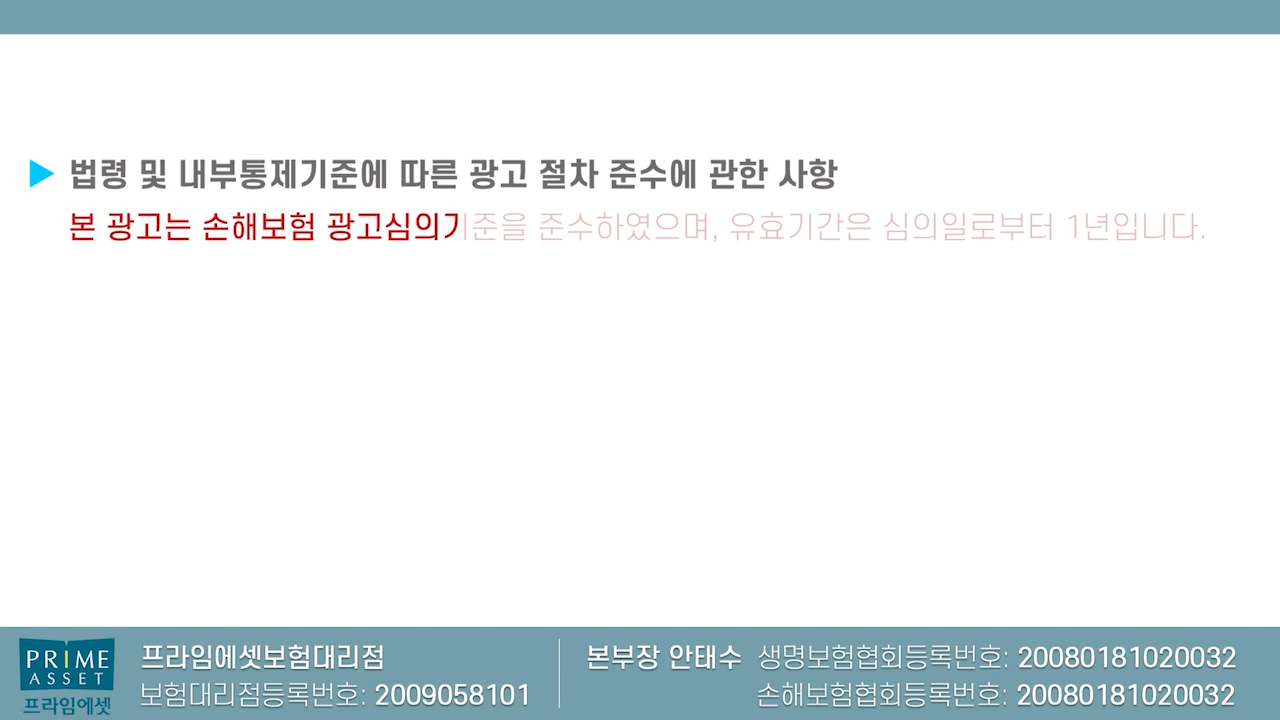 ▶ 법령 및 내부통제기준에 따른 광고 절차 준수에 관한 사항
본 광고는 손해보험 광고심의기준을 준수하였으며, 유효기간은 심의일로부터 1년입니다.
PRIME
ASSET
프라임에셋
프라임에셋보험대리점
보험대리점등록번호: 2009058101
본부장 안태수 생명보험협회등록번호: 20080181020032
손해보험협회등록번호: 20080181020032